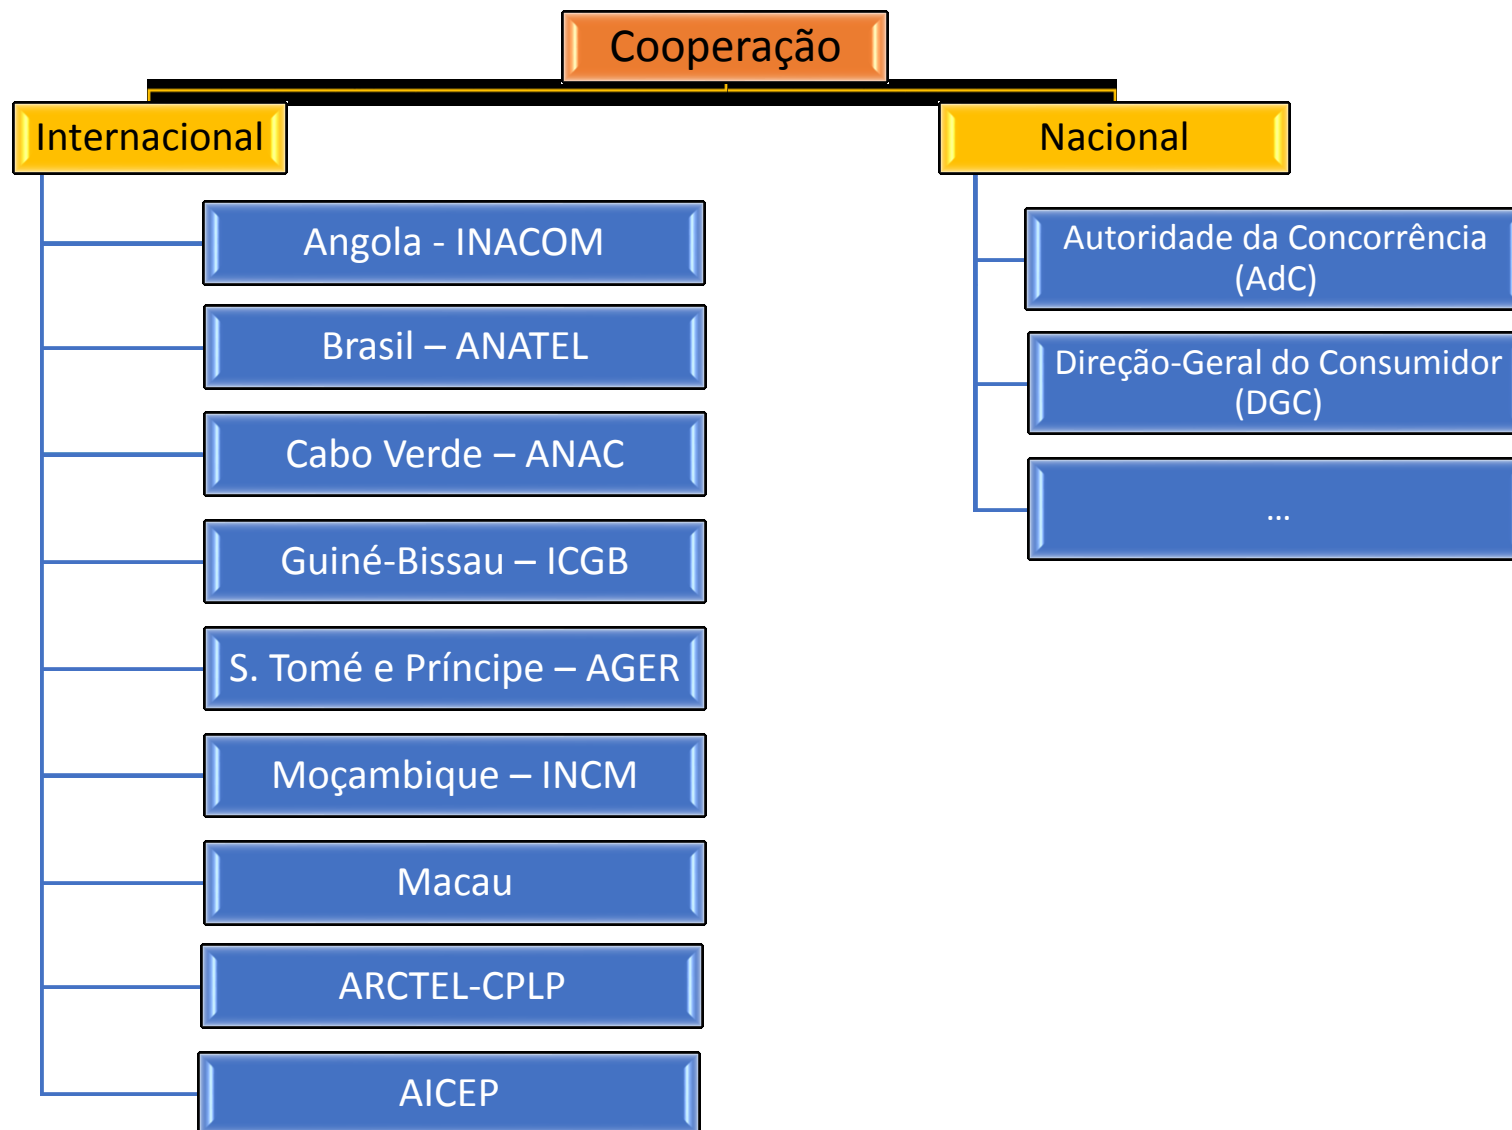 Cooperação
Internacional
Angola - INACOM
Brasil – ANATEL
Cabo Verde – ANAC
Guiné-Bissau – ICGB
S. Tomé e Príncipe – AGER
Moçambique – INCM
Macau
ARCTEL-CPLP
AICEP
Nacional
Autoridade da Concorrência
(AdC)
Direção-Geral do Consumidor
(DGC)
...